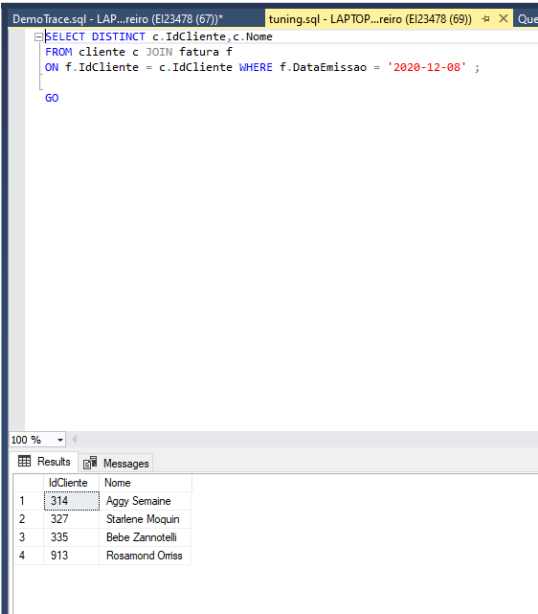 DemoTrace.sql - LAP...reiro (EI23478 (67))* tuning.sql - LAPTOP...reiro (EI23478 (69)) Que
SELECT DISTINCT c.IdCliente,c.Nome
FROM cliente c JOIN fatura f
ON f.IdCliente = c.IdCliente WHERE f.DataEmissao = '2020-12-08' ;
GO
100 %
Results Messages
IdCliente Nome
1 314 Aggy Semaine
2 327 Starlene Moquin
3 335 Bebe Zannotelli
4 913 Rosamond Orriss